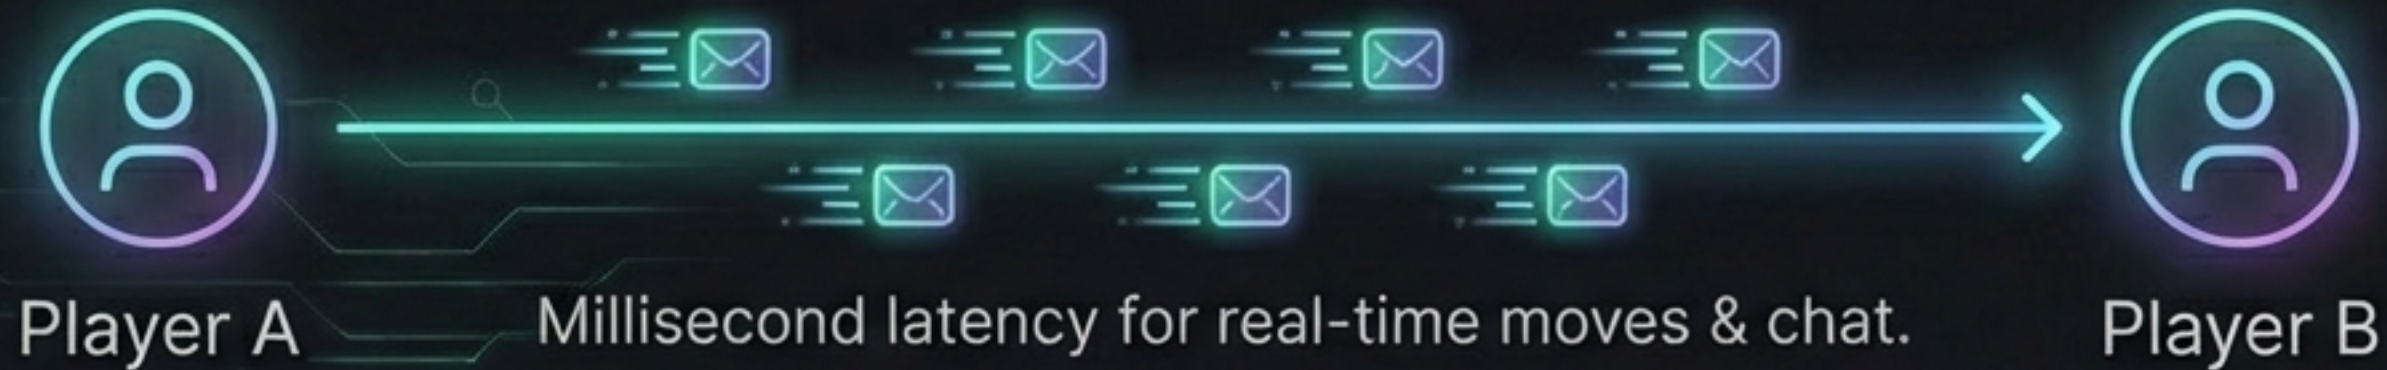 Player A
Millisecond latency for real-time moves & chat.
Player B